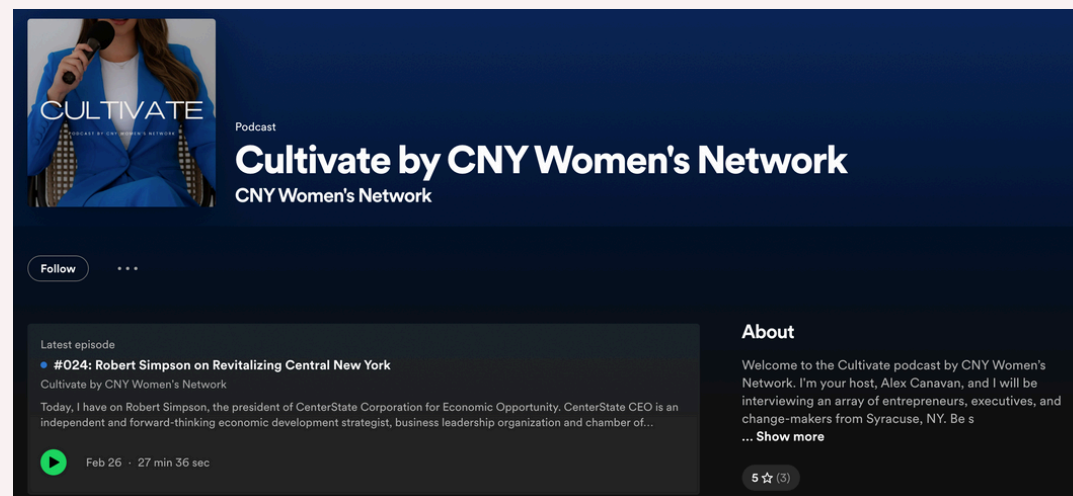 CULTIVATE
PODCAST BY CNY WOMEN'S NETWORK
Podcast
Cultivate by CNY Women's Network
CNY Women's Network
Follow
Latest episode
#024: Robert Simpson on Revitalizing Central New York
Cultivate by CNY Women's Network
Today, I have on Robert Simpson, the president of CenterState Corporation for Economic Opportunity. CenterState CEO is an
independent and forward-thinking economic development strategist, business leadership organization and chamber of...
Feb 26 · 27 min 36 sec
About
Welcome to the Cultivate podcast by CNY Women's
Network. I'm your host, Alex Canavan, and I will be
interviewing an array of entrepreneurs, executives, and
change-makers from Syracuse, NY. Be s
... Show more
5 ☆ (3)